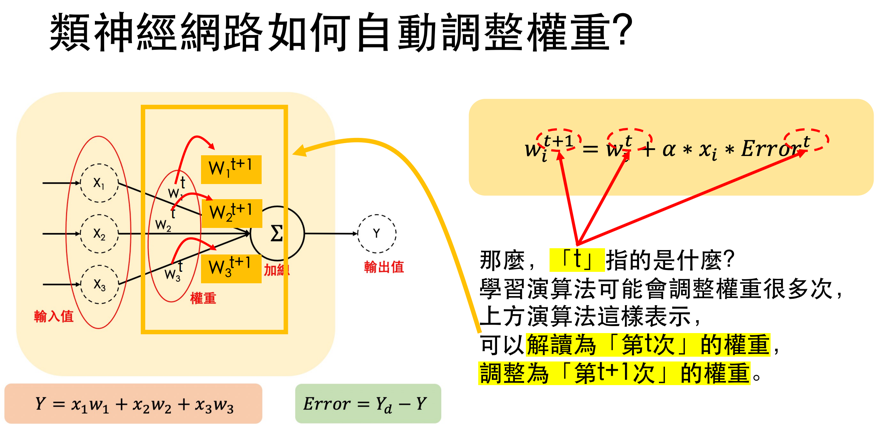 類神經網路如何自動調整權重?
W₁ᵗ⁺¹
W₂ᵗ⁺¹
W₃ᵗ⁺¹
X₁
X₂
X₃
w₁ᵗ
w₂ᵗ
w₃ᵗ
Σ
加總
Y
輸入值
權重
輸出值
Y = x₁w₁ + x₂w₂ + x₃w₃
Error = Y_d − Y
wᵢᵗ⁺¹ = wᵢᵗ + α * xᵢ * Errorᵗ
那麼,「t」指的是什麼?
學習演算法可能會調整權重很多次,
上方演算法這樣表示,
可以解讀為「第t次」的權重,
調整為「第t+1次」的權重。